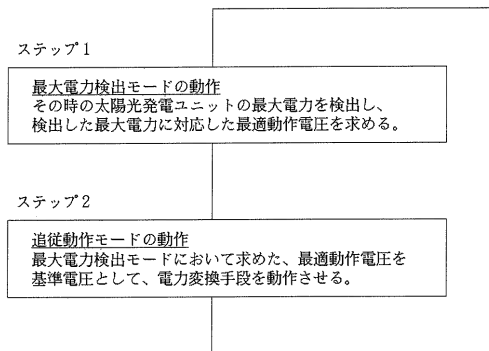 ステップ1
最大電力検出モードの動作
その時の太陽光発電ユニットの最大電力を検出し、
検出した最大電力に対応した最適動作電圧を求める。
ステップ2
追従動作モードの動作
最大電力検出モードにおいて求めた、最適動作電圧を
基準電圧として、電力変換手段を動作させる。